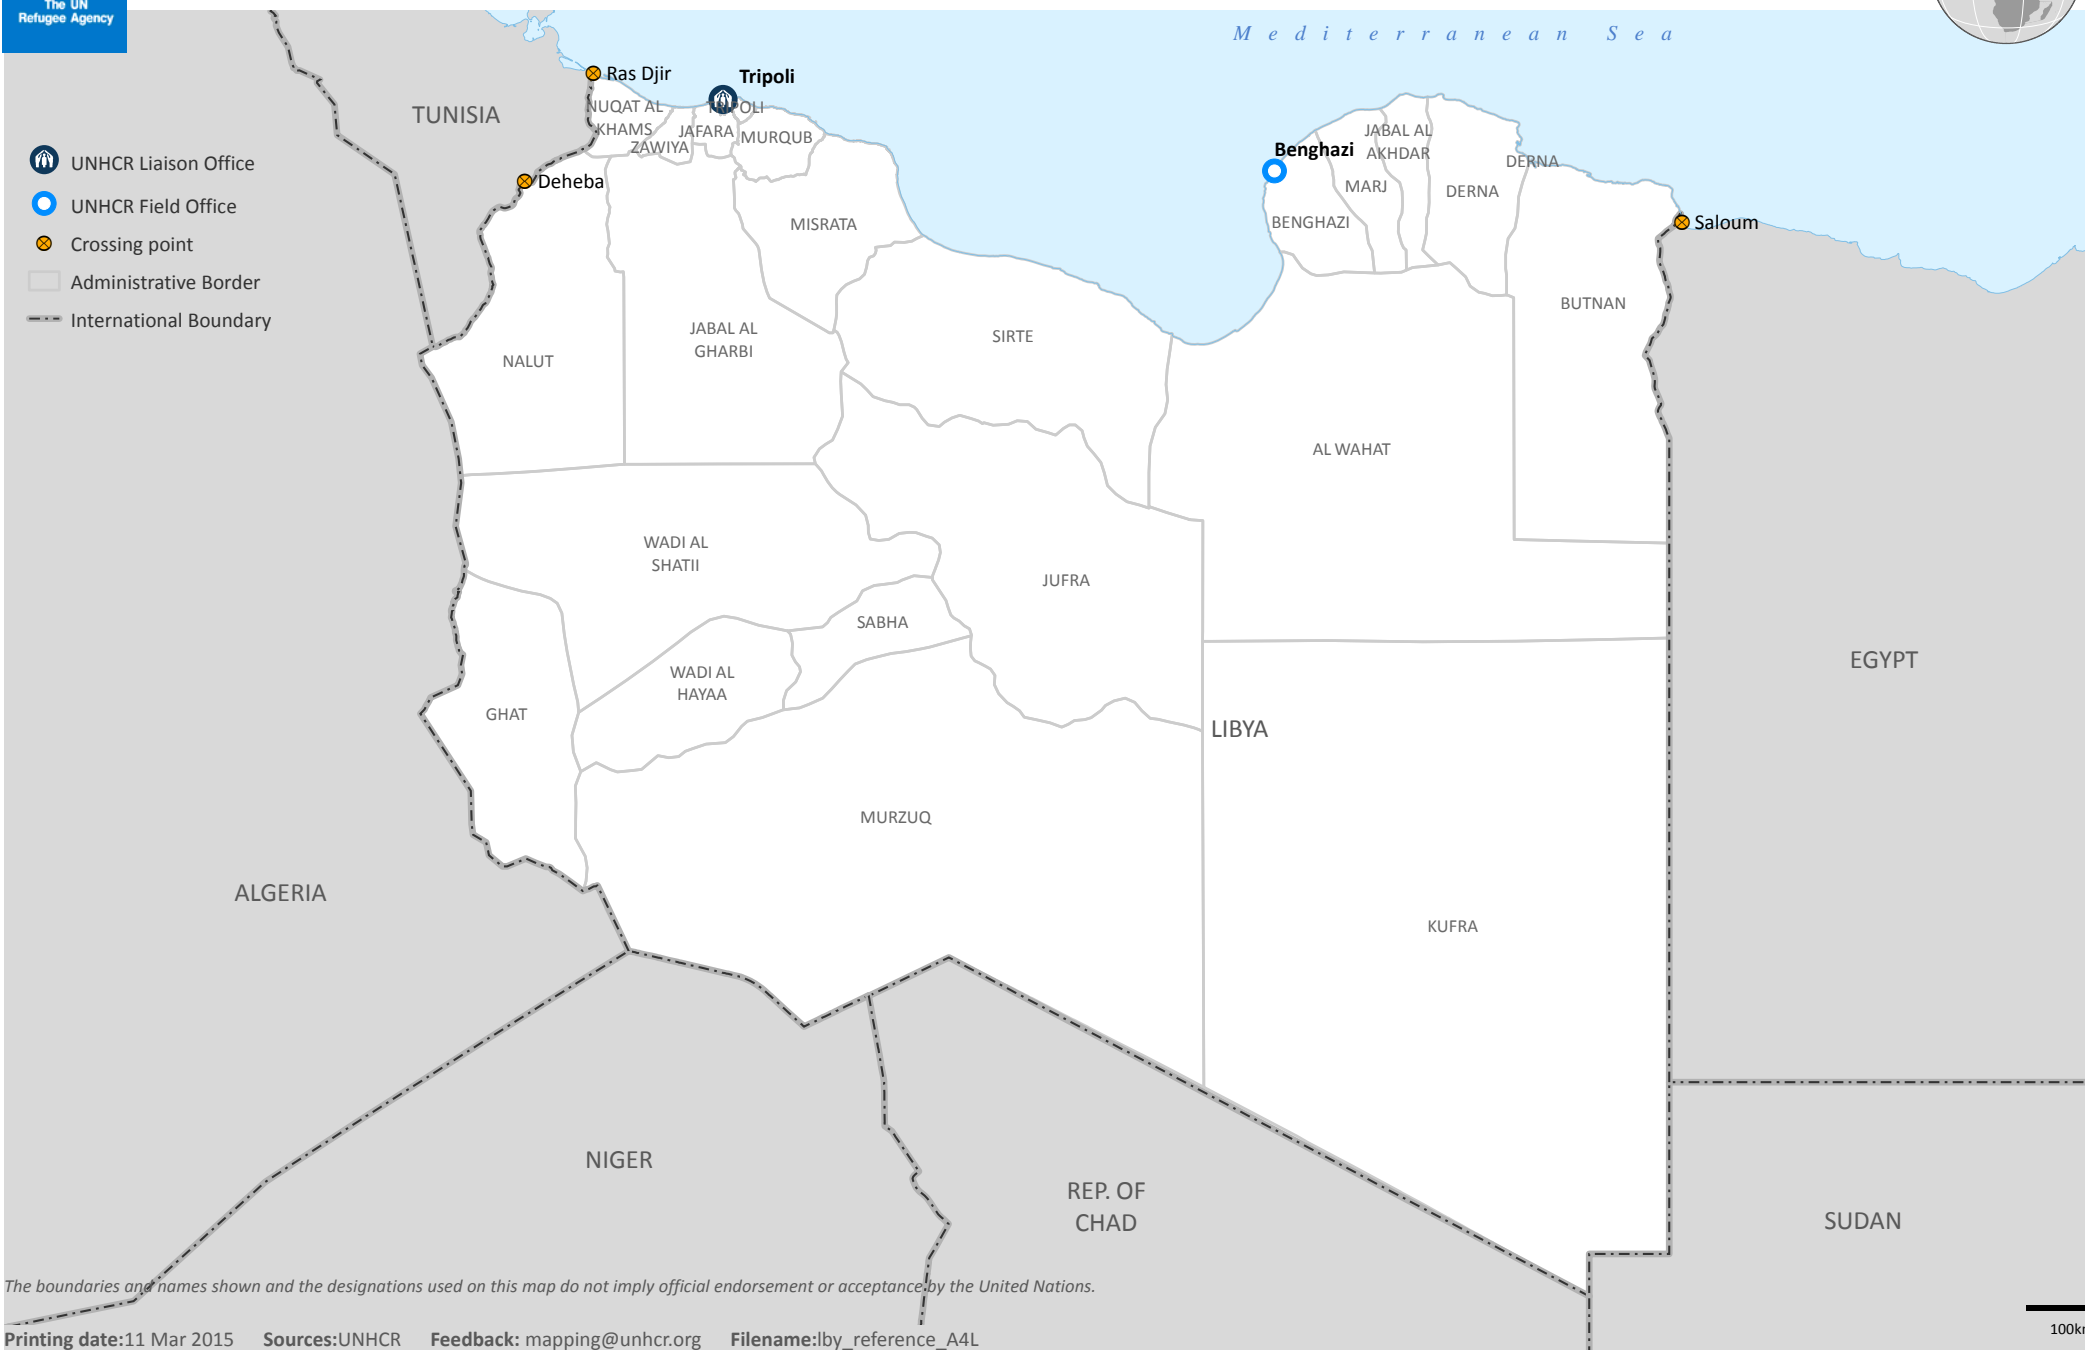 The UN
Refugee Agency
Mediterranean Sea
Ras Djir
Tripoli
TUNISIA
NUQAT AL
KHAMS
TRIPOLI
JAFARA
MURQUB
ZAWIYA
JABAL AL
AKHDAR
Benghazi
DERNA
UNHCR Liaison Office
Deheba
MARJ
DERNA
UNHCR Field Office
MISRATA
BENGHAZI
Saloum
Crossing point
Administrative Border
BUTNAN
International Boundary
JABAL AL
GHARBI
SIRTE
NALUT
AL WAHAT
WADI AL
SHATII
JUFRA
SABHA
EGYPT
WADI AL
HAYAA
GHAT
LIBYA
MURZUQ
ALGERIA
KUFRA
NIGER
REP. OF
CHAD
SUDAN
The boundaries and names shown and the designations used on this map do not imply official endorsement or acceptance by the United Nations.
100km
Printing date:11 Mar 2015 Sources:UNHCR Feedback: mapping@unhcr.org Filename:lby_reference_A4L